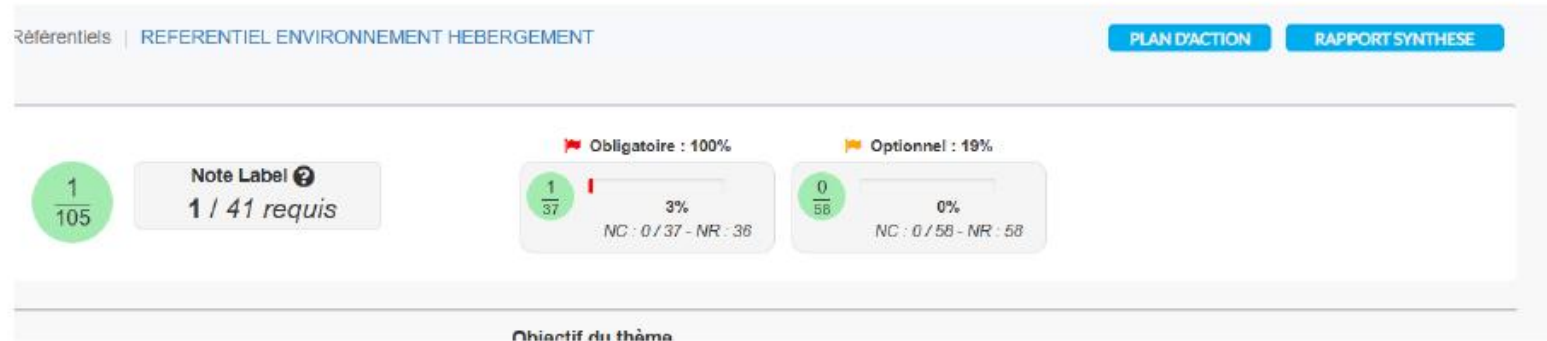 Référentiels | REFERENTIEL ENVIRONNEMENT HEBERGEMENT
PLAN D'ACTION
RAPPORT SYNTHESE
1
105
Note Label ?
1 / 41 requis
Obligatoire : 100%
1
37
3%
NC : 0 / 37 - NR : 36
Optionnel : 19%
0
58
0%
NC : 0 / 58 - NR : 58
Objectif du thème